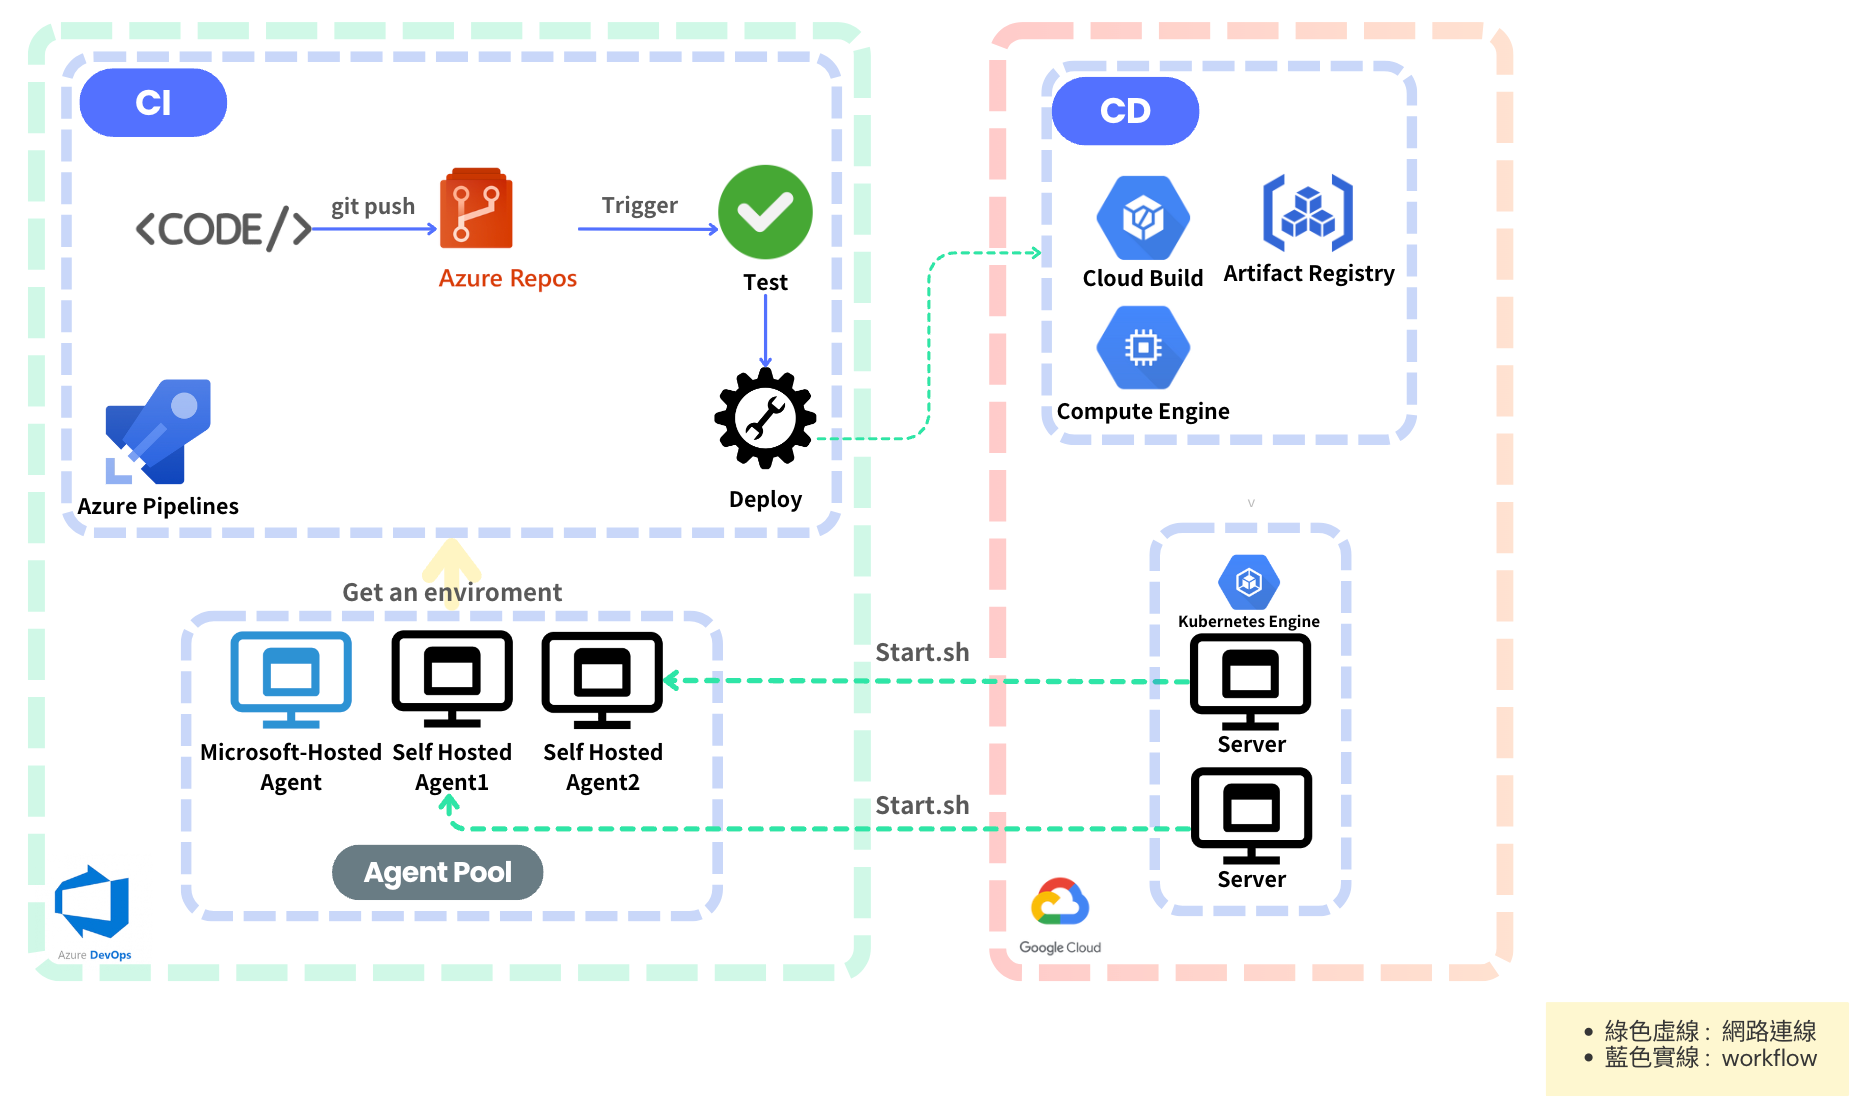 CI
<CODE/>
git push
Azure Repos
Trigger
Test
Deploy
Azure Pipelines
Get an enviroment
Microsoft-Hosted
Agent
Self Hosted
Agent1
Self Hosted
Agent2
Agent Pool
Azure DevOps
Start.sh
Start.sh
CD
Cloud Build
Artifact Registry
Compute Engine
v
Kubernetes Engine
Server
Server
Google Cloud
• 綠色虛線 : 網路連線
• 藍色實線 : workflow